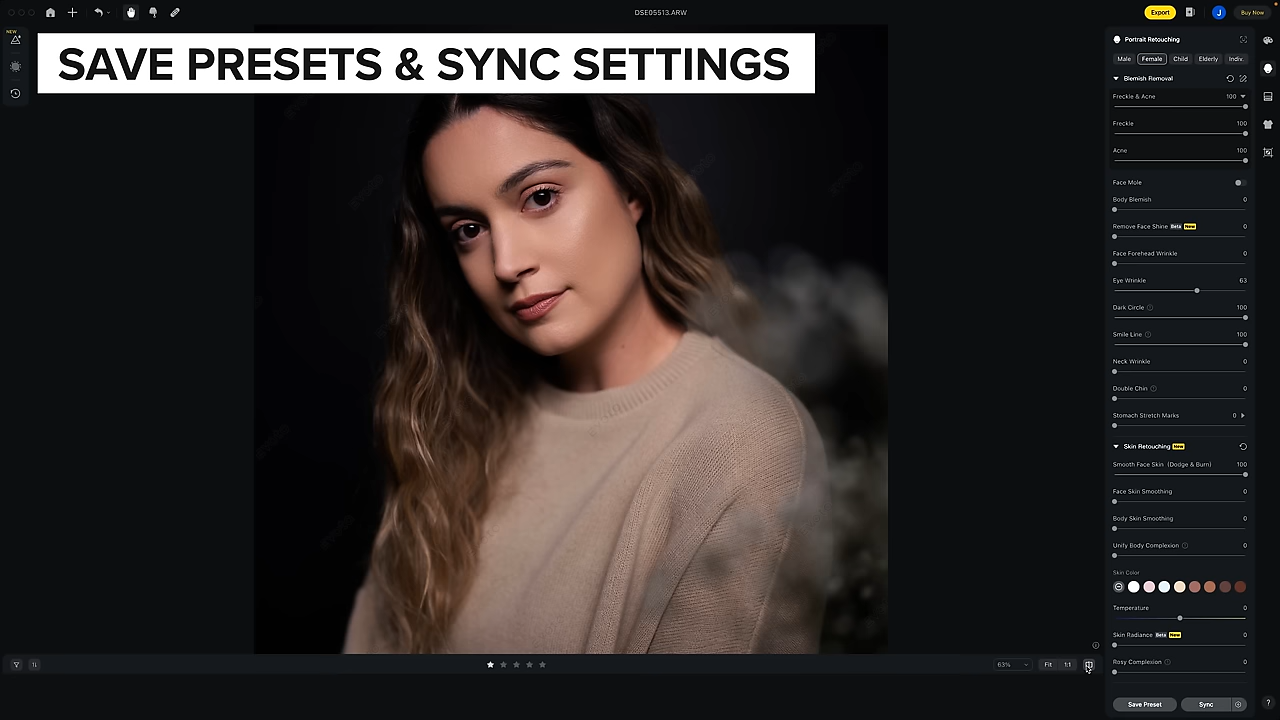 DSE05513.ARW
Export
J
Buy Now
NEW
SAVE PRESETS & SYNC SETTINGS
Portrait Retouching
Male Female Child Elderly Indiv.
Blemish Removal
Freckle & Acne 100
Freckle 100
Acne 100
Face Mole
Body Blemish 0
Remove Face Shine Beta New 0
Face Forehead Wrinkle 0
Eye Wrinkle 63
Dark Circle 100
Smile Line 100
Neck Wrinkle 0
Double Chin 0
Stomach Stretch Marks 0
Skin Retouching New
Smooth Face Skin (Dodge & Burn) 100
Face Skin Smoothing 0
Body Skin Smoothing 0
Unify Body Complexion 0
Skin Color
Temperature 0
Skin Radiance Beta New 0
Rosy Complexion 0
63% Fit 1:1
Save Preset Sync